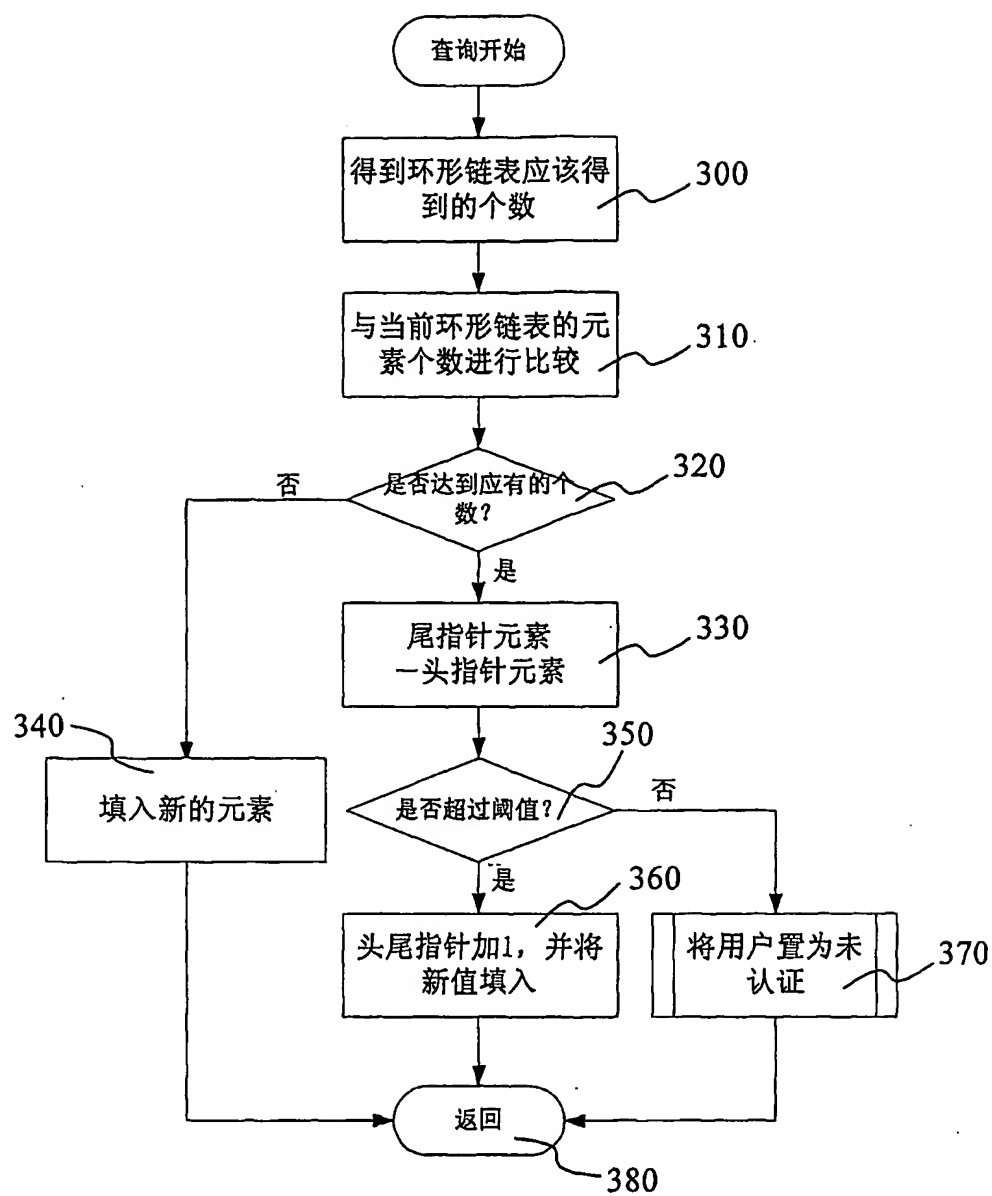 查询开始
得到环形链表应该得
到的个数
300
与当前环形链表的元
素个数进行比较
310
是否达到应有的个
数？
320
否
是
尾指针元素
—头指针元素
330
340
填入新的元素
350
是否超过阈值？
否
是
360
头尾指针加1，并将
新值填入
将用户置为未
认证
370
返回
380